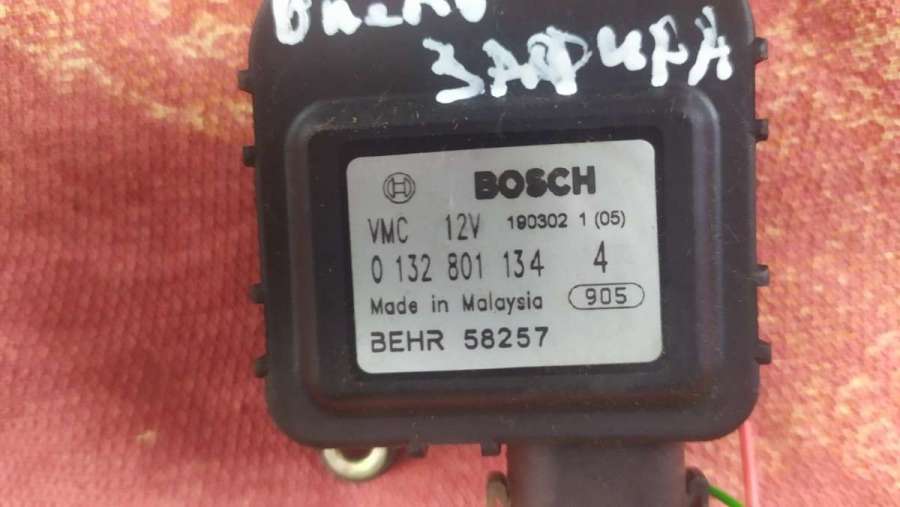 ЗАФИРА
BOSCH
VMC 12V 190302 1 (05)
0 132 801 134 4
Made in Malaysia 905
BEHR 58257